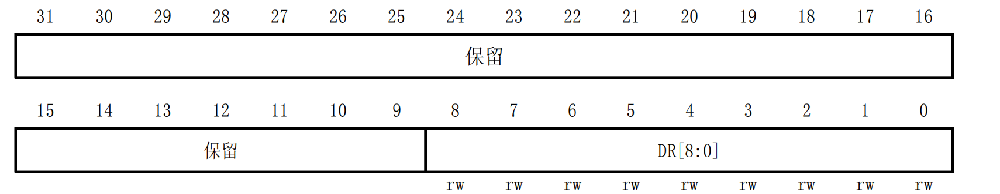 31 30 29 28 27 26 25 24 23 22 21 20 19 18 17 16
保留
15 14 13 12 11 10 9 8 7 6 5 4 3 2 1 0
保留 DR[8:0]
rw rw rw rw rw rw rw rw rw